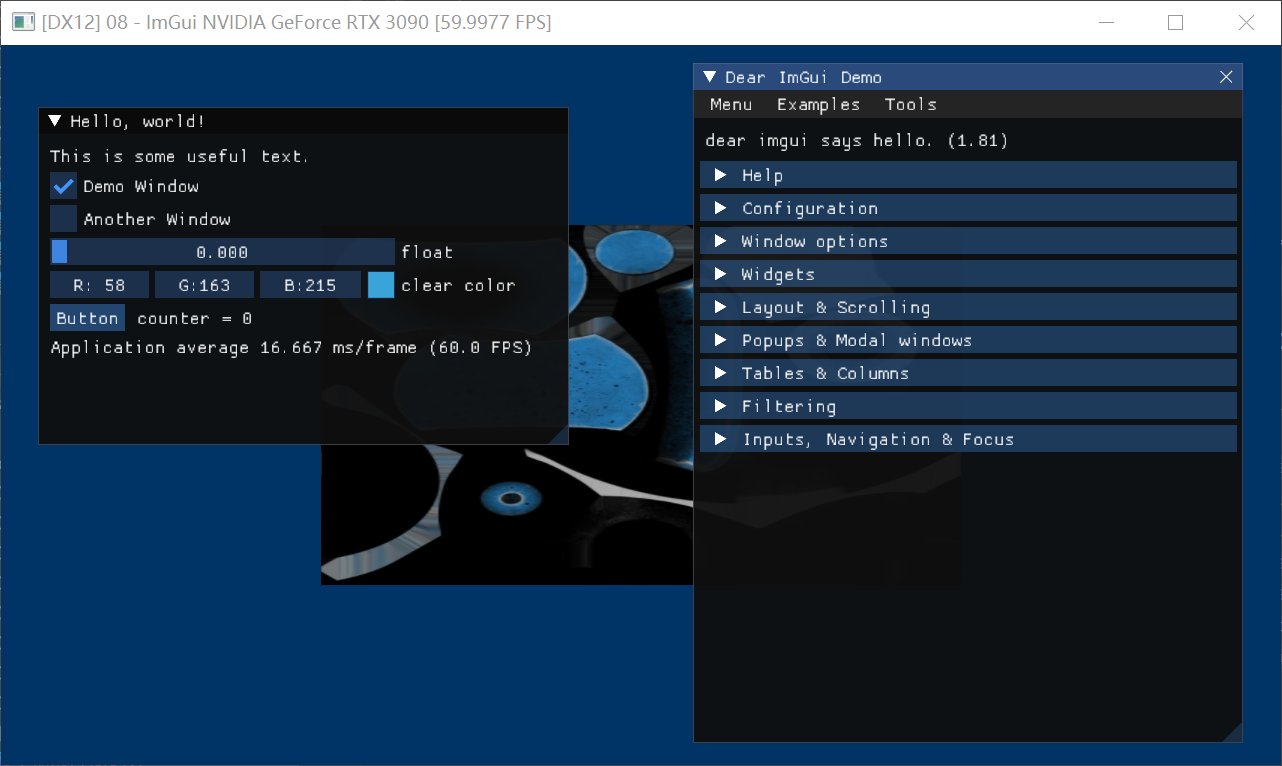 [DX12] 08 - ImGui NVIDIA GeForce RTX 3090 [59.9977 FPS]
Hello, world!
This is some useful text.
Demo Window
Another Window
0.000 float
R: 58 G:163 B:215 clear color
Button counter = 0
Application average 16.667 ms/frame (60.0 FPS)
Dear ImGui Demo
Menu Examples Tools
dear imgui says hello. (1.81)
Help
Configuration
Window options
Widgets
Layout & Scrolling
Popups & Modal windows
Tables & Columns
Filtering
Inputs, Navigation & Focus